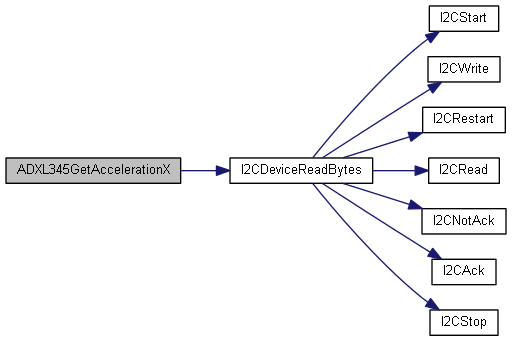 I2CStart
I2CWrite
I2CRestart
ADXL345GetAccelerationX
I2CDeviceReadBytes
I2CRead
I2CNotAck
I2CAck
I2CStop